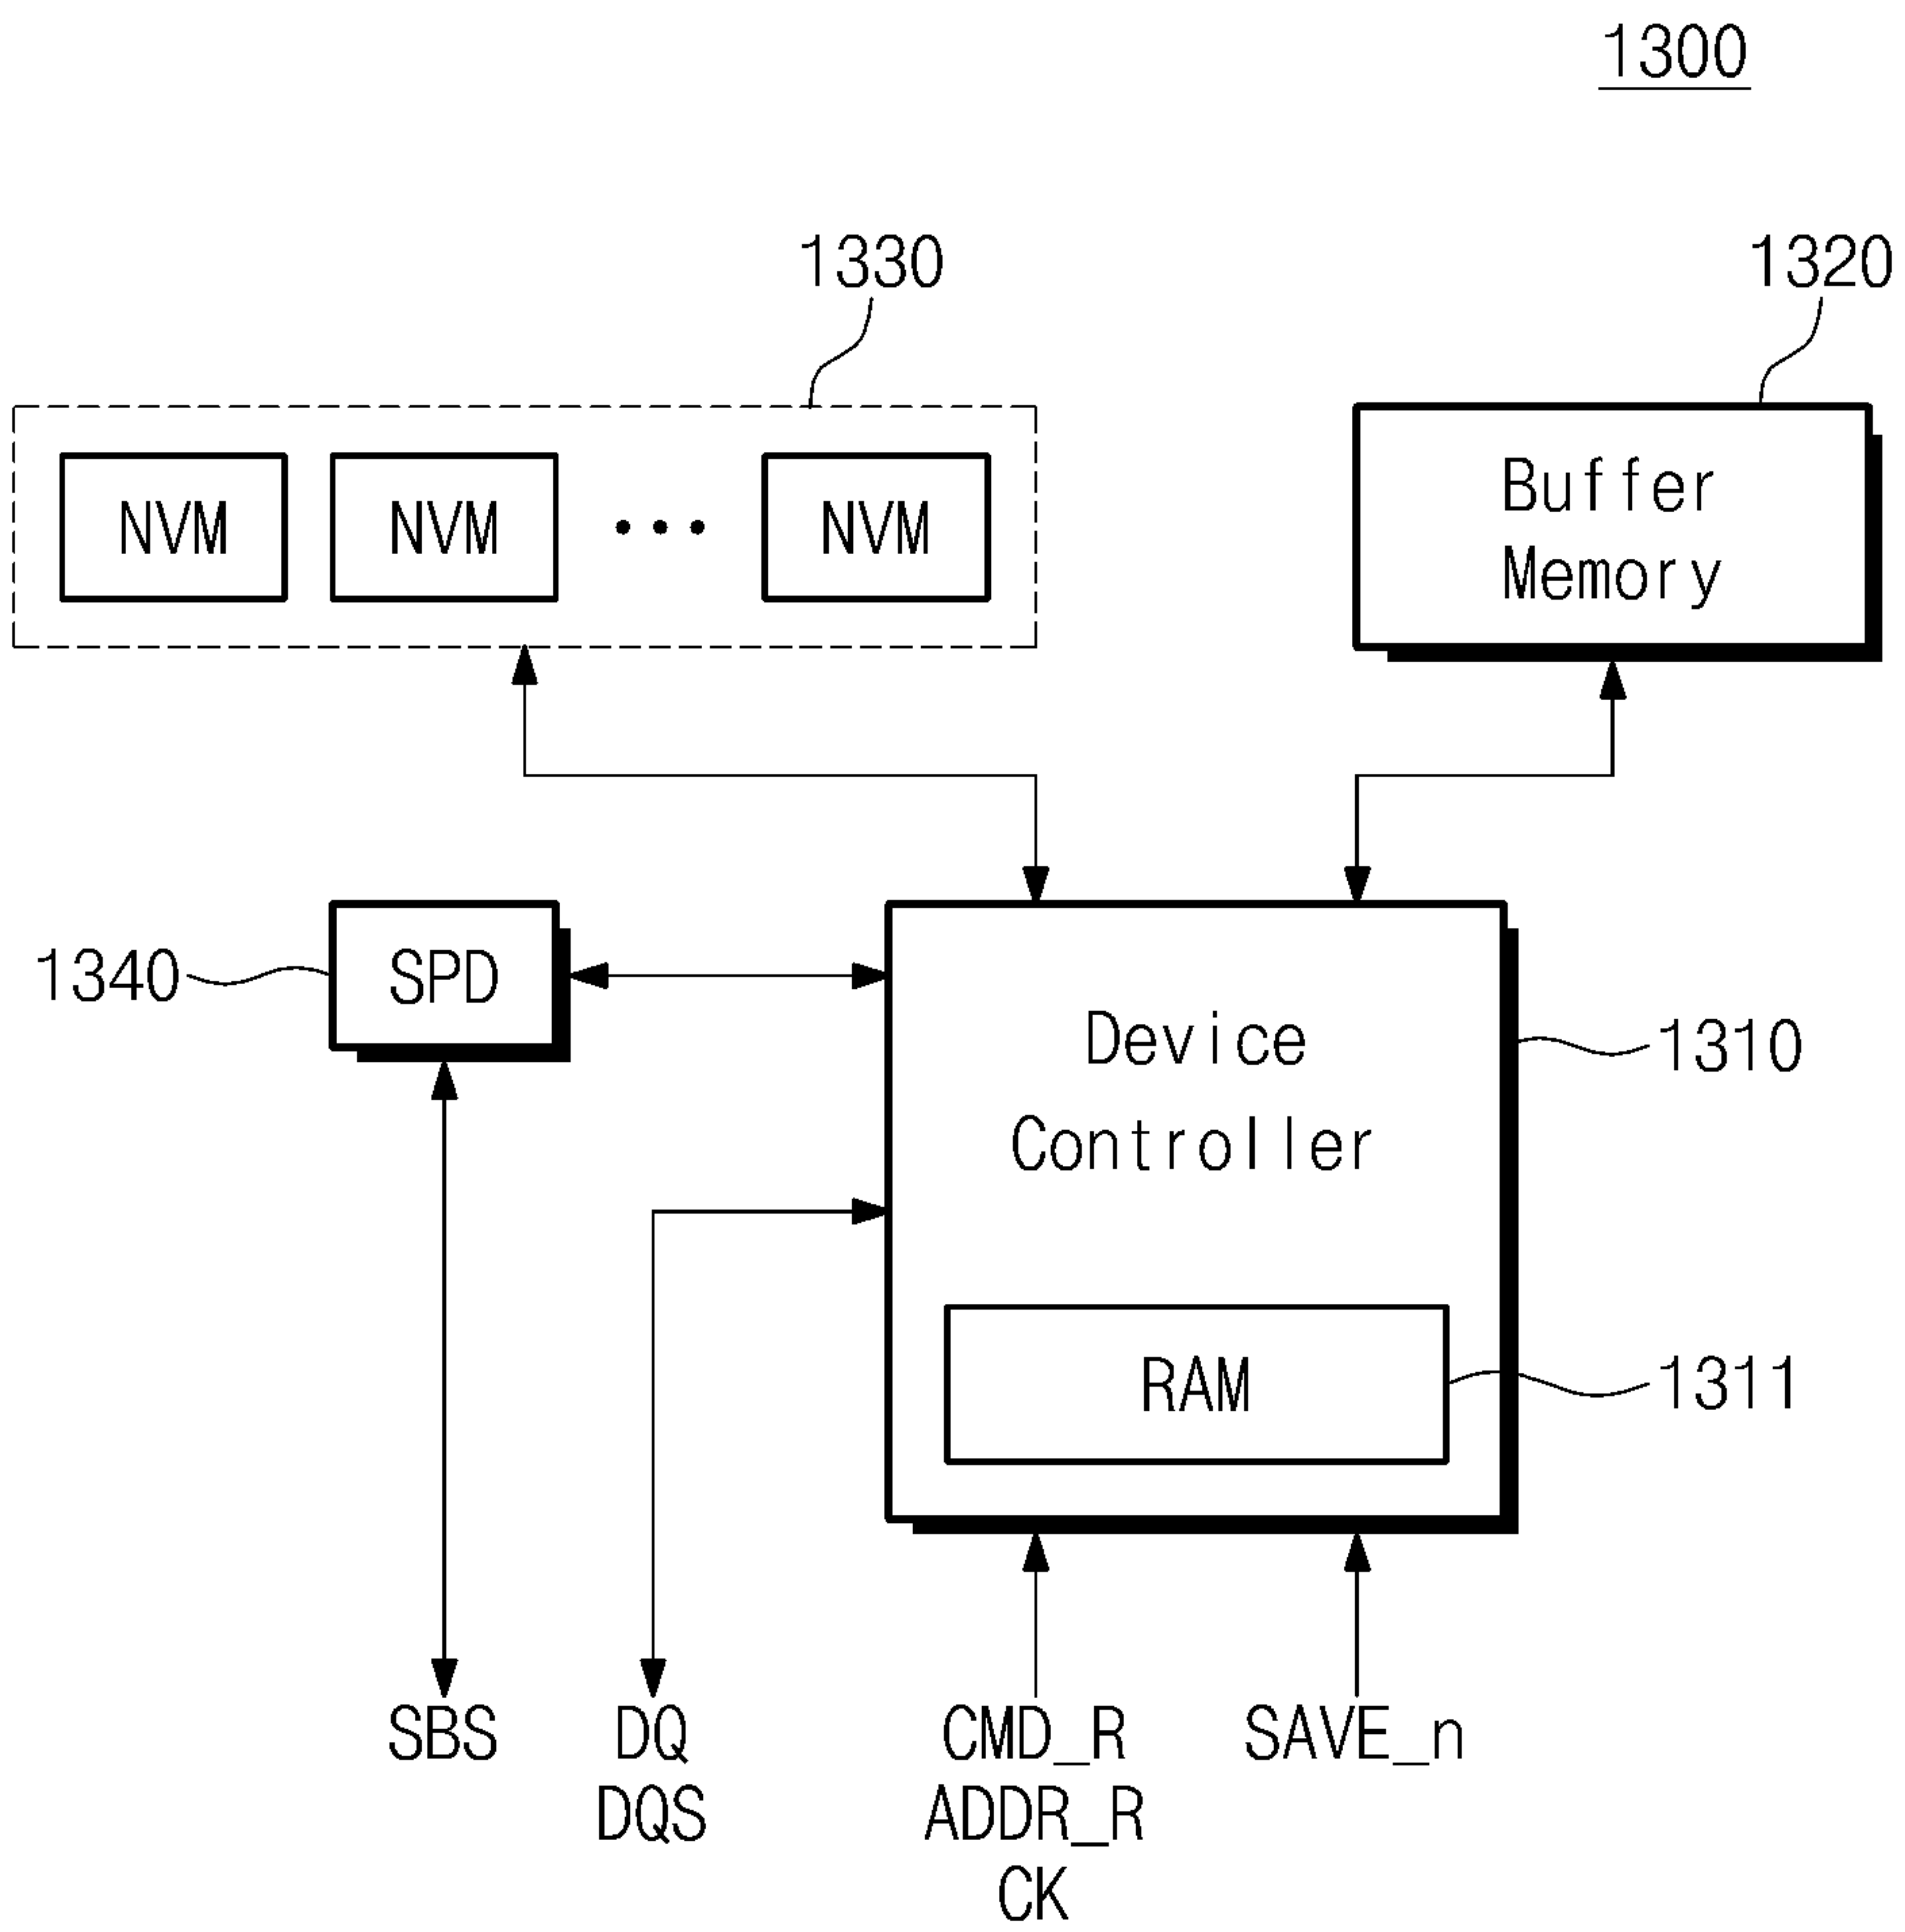 1300
1330
1320
NVM
NVM
NVM
Buffer
Memory
1340
SPD
Device
Controller
1310
RAM
1311
SBS
DQ
DQS
CMD_R
ADDR_R
CK
SAVE_n